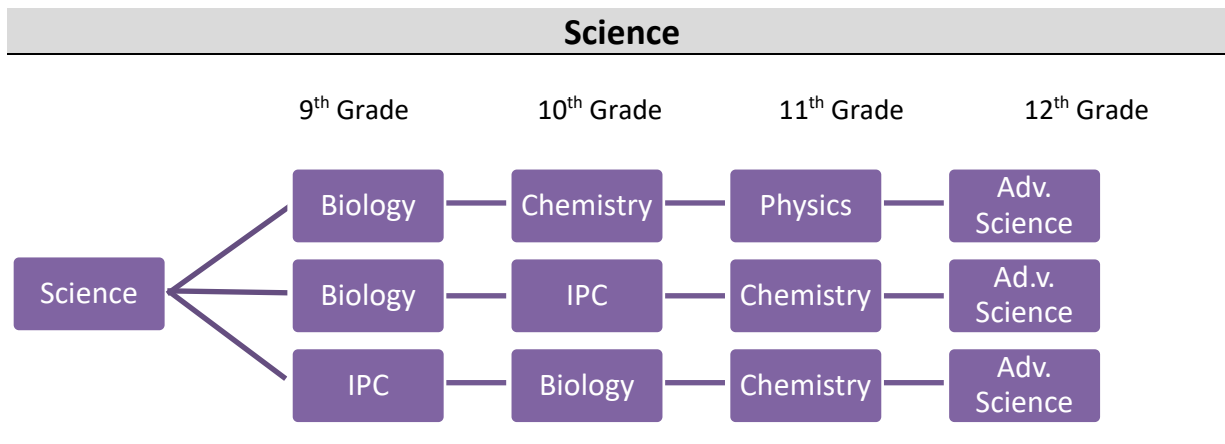 Science
9th Grade 10th Grade 11th Grade 12th Grade
Biology Chemistry Physics Adv.
Science
Science Biology IPC Chemistry Ad.v.
Science
IPC Biology Chemistry Adv.
Science